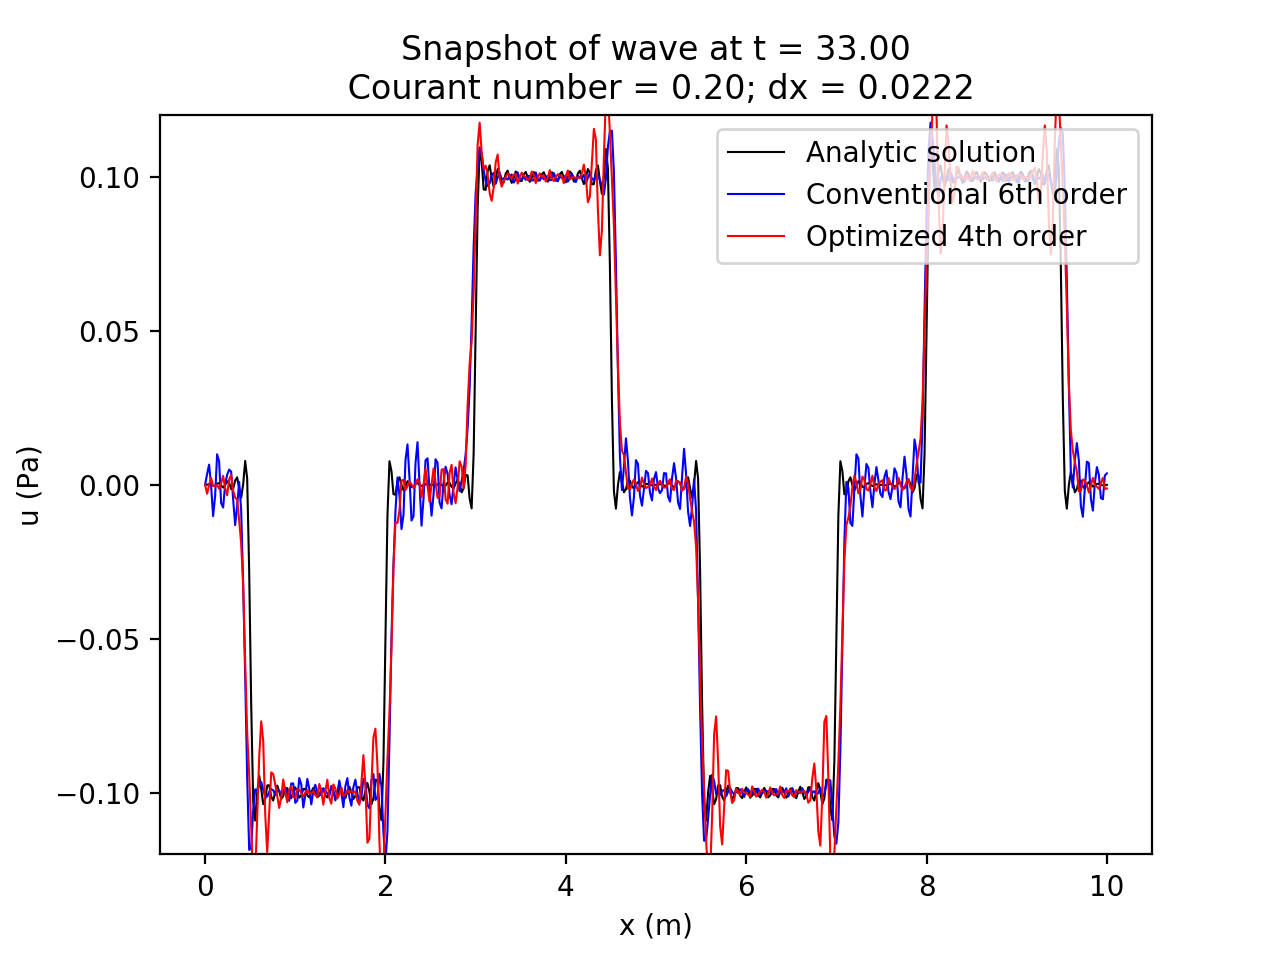 Snapshot of wave at t = 33.00
Courant number = 0.20; dx = 0.0222
Analytic solution
Conventional 6th order
Optimized 4th order
0.10
0.05
0.00
−0.05
−0.10
u (Pa)
0 2 4 6 8 10
x (m)